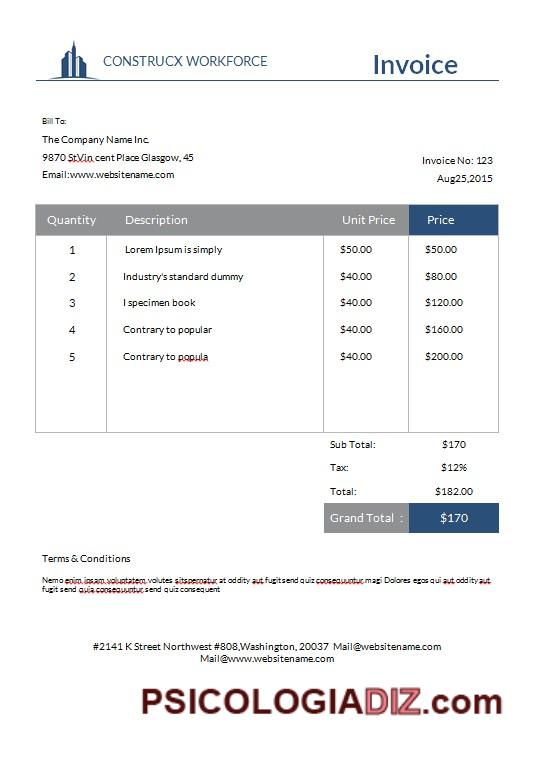 CONSTRUCX WORKFORCE
Invoice
Bill To:
The Company Name Inc.
9870 St.Vin cent Place Glasgow, 45
Email:www.websitename.com
Invoice No: 123
Aug25,2015
Quantity Description Unit Price Price
1 Lorem Ipsum is simply $50.00 $50.00
2 Industry's standard dummy $40.00 $80.00
3 I specimen book $40.00 $120.00
4 Contrary to popular $40.00 $160.00
5 Contrary to popula $40.00 $200.00
Sub Total: $170
Tax: $12%
Total: $182.00
Grand Total : $170
Terms & Conditions
Nemo enim ipsam voluptatem volutes sitspernatur at oddity aut fugit send quiz consequuntur magi Dolores egos qui aut oddity aut
fugit send quia consequuntur send quiz consequent
#2141 K Street Northwest #808,Washington, 20037 Mail@websitename.com
Mail@www.websitename.com
PSICOLOGIADIZ.com